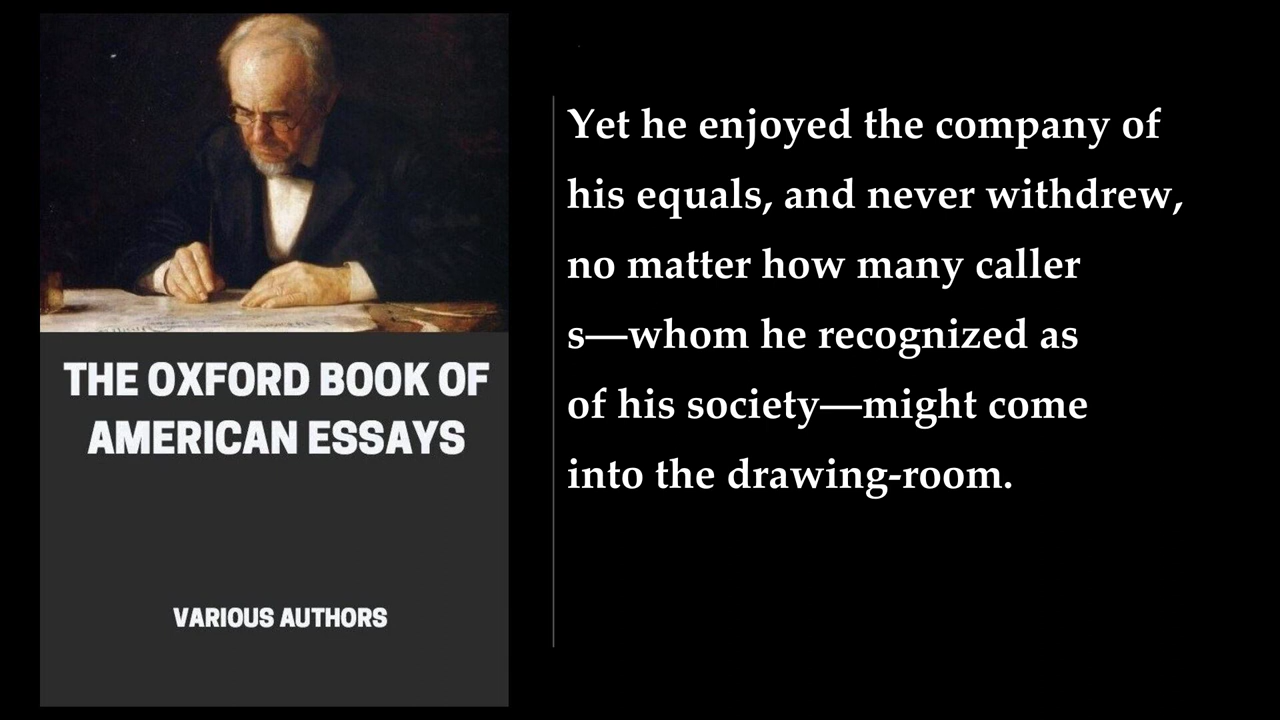 THE OXFORD BOOK OF
AMERICAN ESSAYS
VARIOUS AUTHORS
Yet he enjoyed the company of
his equals, and never withdrew,
no matter how many caller
s—whom he recognized as
of his society—might come
into the drawing-room.